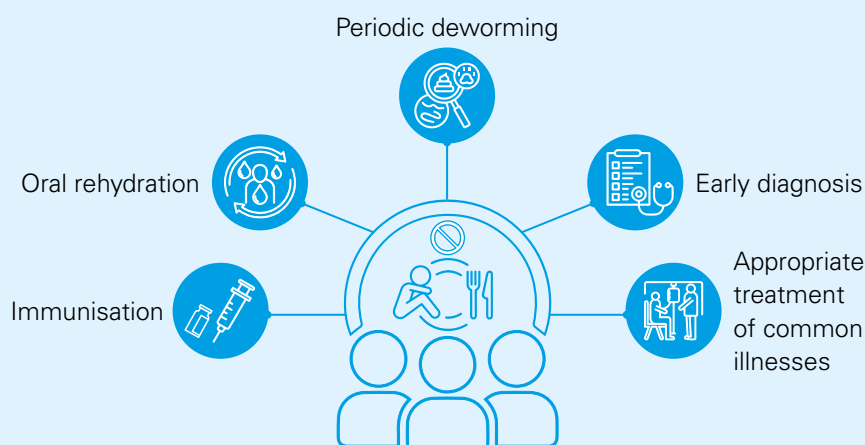 Periodic deworming
Oral rehydration
Early diagnosis
Immunisation
Appropriate
treatment
of common
illnesses